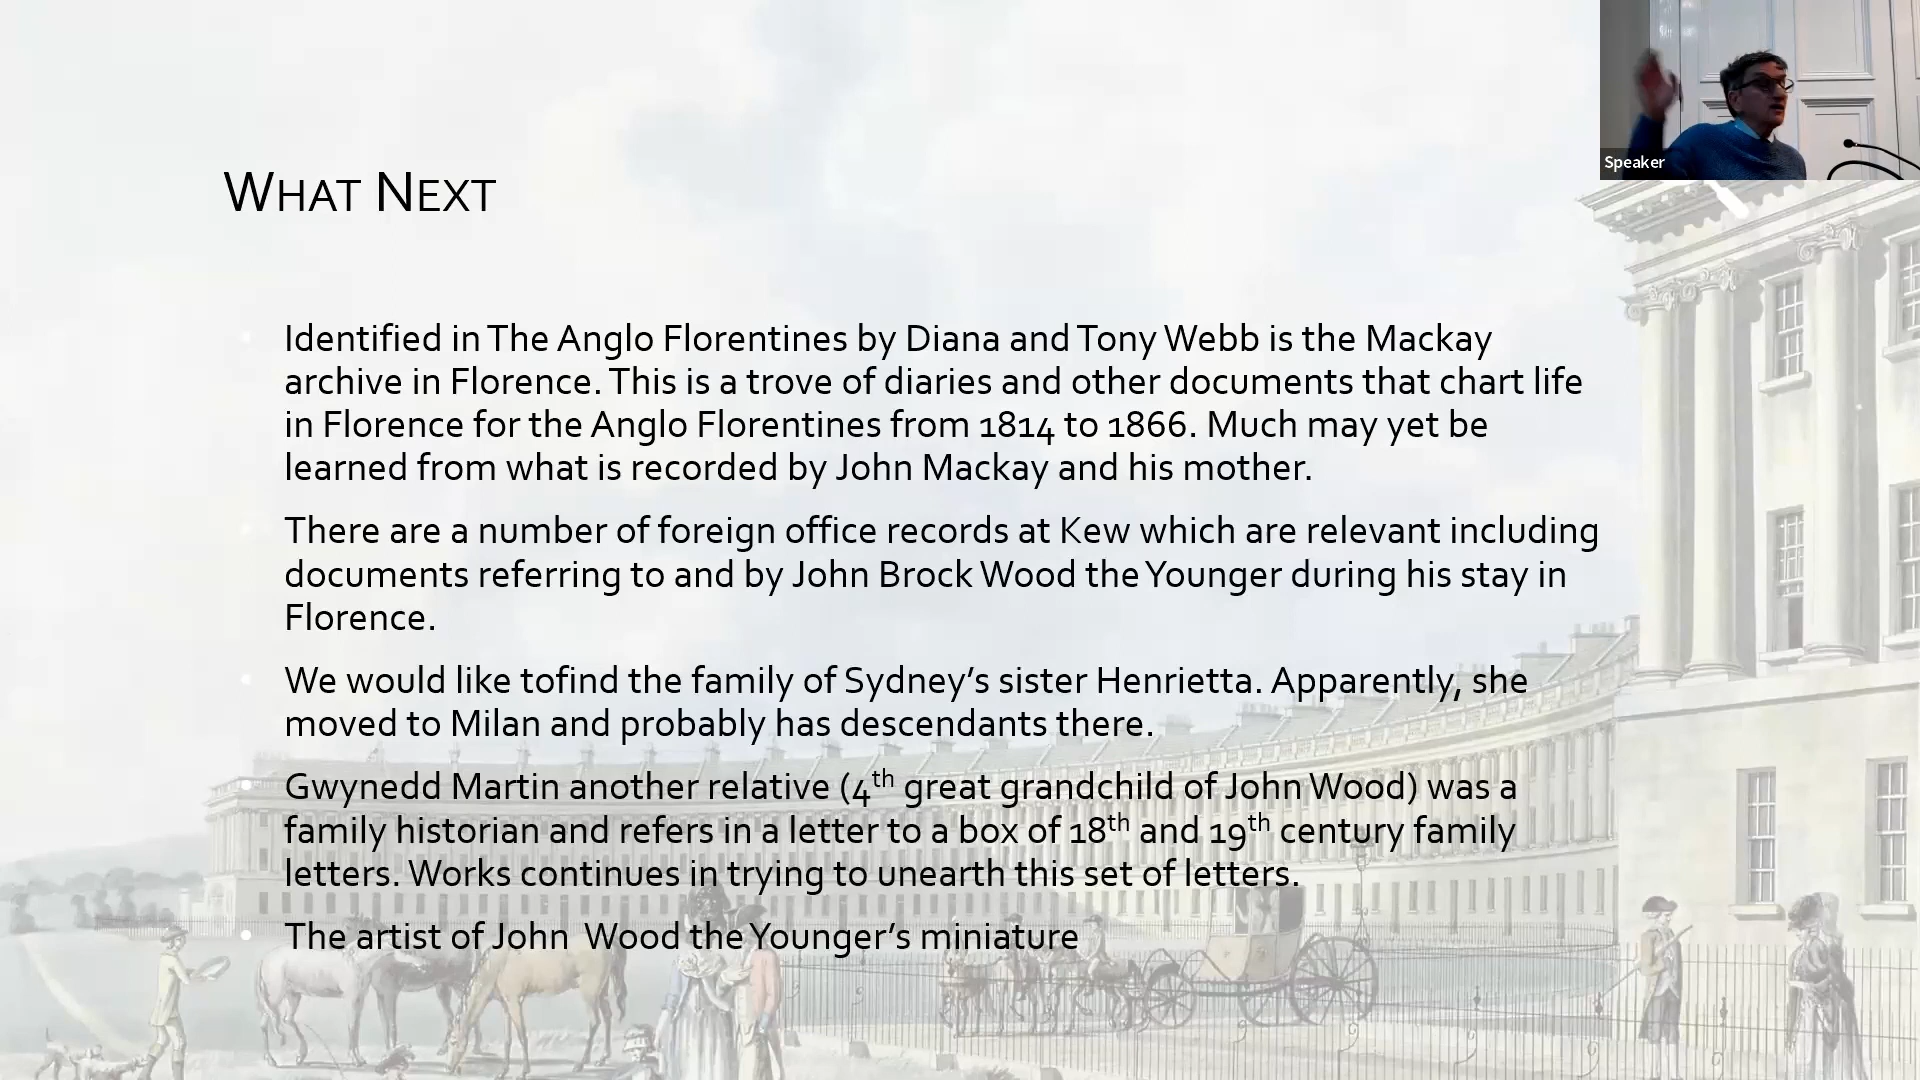 Speaker
WHAT NEXT
Identified in The Anglo Florentines by Diana and Tony Webb is the Mackay
archive in Florence. This is a trove of diaries and other documents that chart life
in Florence for the Anglo Florentines from 1814 to 1866. Much may yet be
learned from what is recorded by John Mackay and his mother.
There are a number of foreign office records at Kew which are relevant including
documents referring to and by John Brock Wood the Younger during his stay in
Florence.
We would like tofind the family of Sydney’s sister Henrietta. Apparently, she
moved to Milan and probably has descendants there.
Gwynedd Martin another relative (4th great grandchild of John Wood) was a
family historian and refers in a letter to a box of 18th and 19th century family
letters. Works continues in trying to unearth this set of letters.
The artist of John Wood the Younger’s miniature